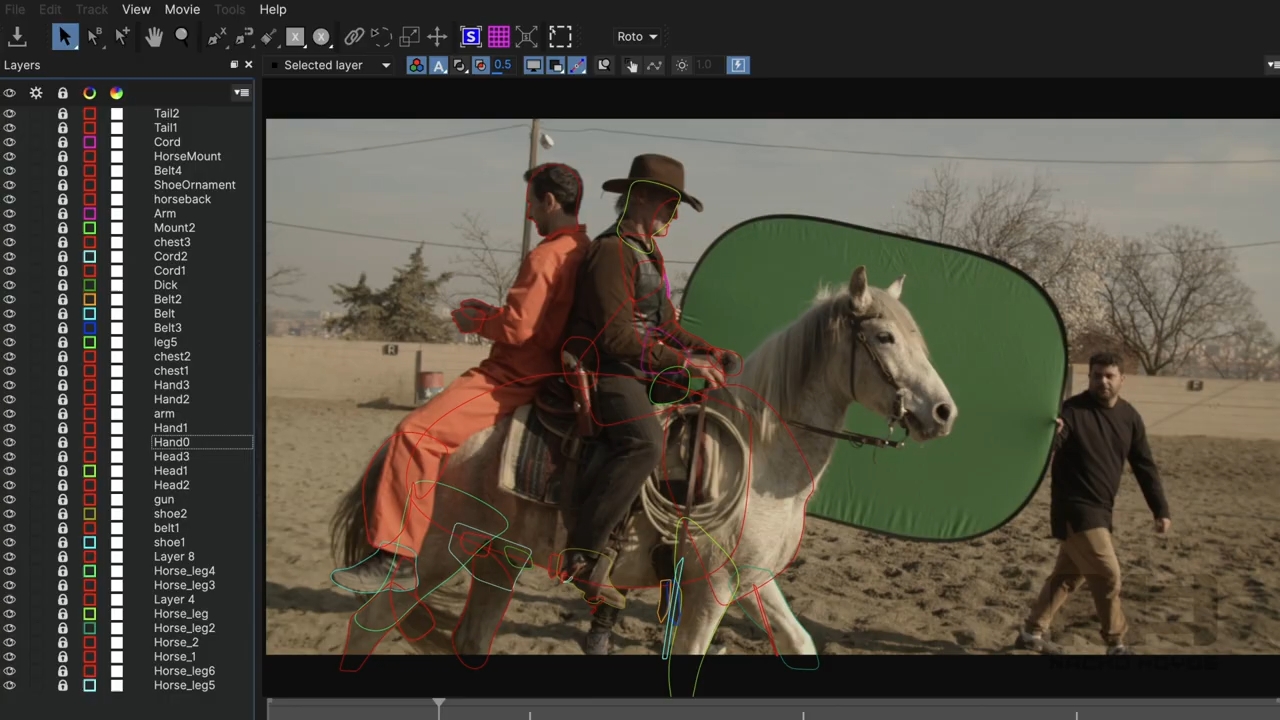 File Edit Track View Movie Tools Help
Roto
Layers
Selected layer
A
0.5
1.0
S
Tail2
Tail1
Cord
HorseMount
Belt4
ShoeOrnament
horseback
Arm
Mount2
chest3
Cord2
Cord1
Dick
Belt2
Belt
Belt3
leg5
chest2
chest1
Hand3
Hand2
arm
Hand1
Hand0
Head3
Head1
Head2
gun
shoe2
belt1
shoe1
Layer 8
Horse_leg4
Horse_leg3
Layer 4
Horse_leg
Horse_leg2
Horse_2
Horse_1
Horse_leg6
Horse_leg5
R
R